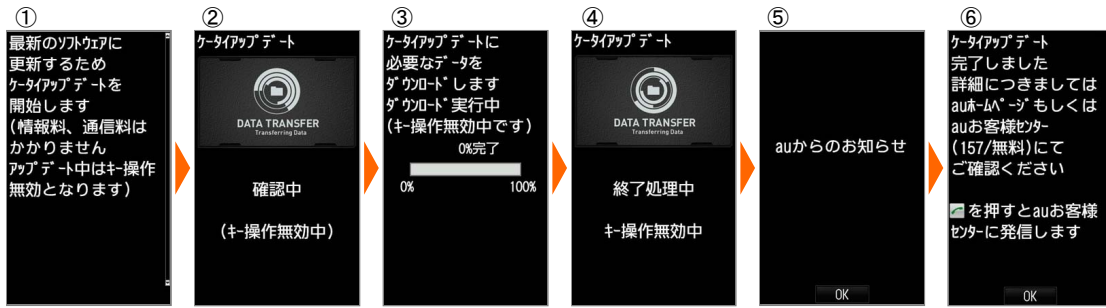 ①
最新のｿﾌﾄｳｪｱに
更新するため
ｹｰﾀｲｱｯﾌﾟﾃﾞｰﾄを
開始します
(情報料、通信料は
かかりません
ｱｯﾌﾟﾃﾞｰﾄ中はｷｰ操作
無効となります)
②
ｹｰﾀｲｱｯﾌﾟﾃﾞｰﾄ
DATA TRANSFER
Transferring Data
確認中
(ｷｰ操作無効中)
③
ｹｰﾀｲｱｯﾌﾟﾃﾞｰﾄに
必要なﾃﾞｰﾀを
ﾀﾞｳﾝﾛｰﾄﾞします
ﾀﾞｳﾝﾛｰﾄﾞ実行中
(ｷｰ操作無効中です)
0%完了
0% 100%
④
ｹｰﾀｲｱｯﾌﾟﾃﾞｰﾄ
DATA TRANSFER
Transferring Data
終了処理中
ｷｰ操作無効中
⑤
auからのお知らせ
OK
⑥
ｹｰﾀｲｱｯﾌﾟﾃﾞｰﾄ
完了しました
詳細につきましては
auﾎｰﾑﾍﾟｰｼﾞもしくは
auお客様ｾﾝﾀｰ
(157/無料)にて
ご確認ください
を押すとauお客様
ｾﾝﾀｰに発信します
OK